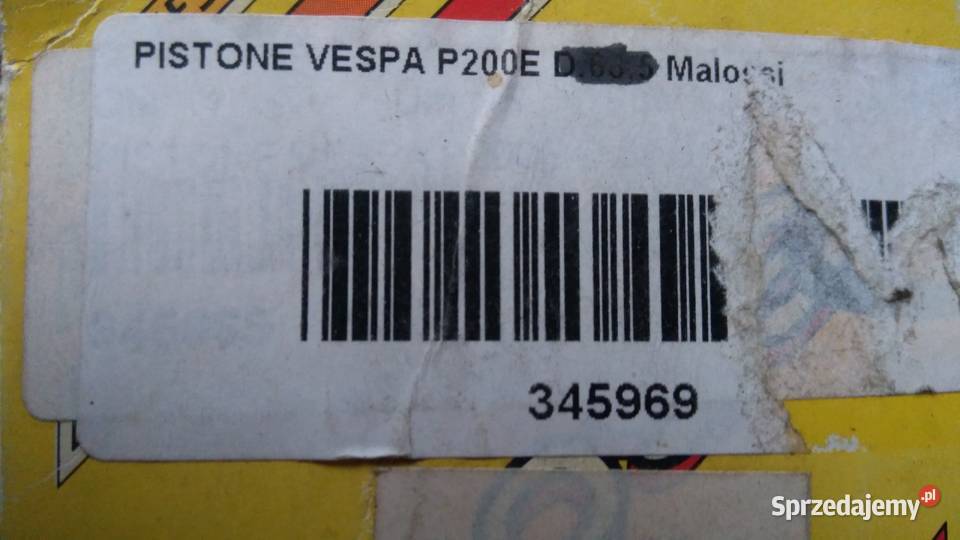 PISTONE VESPA P200E Malossi
345969
Sprzedajemy.pl